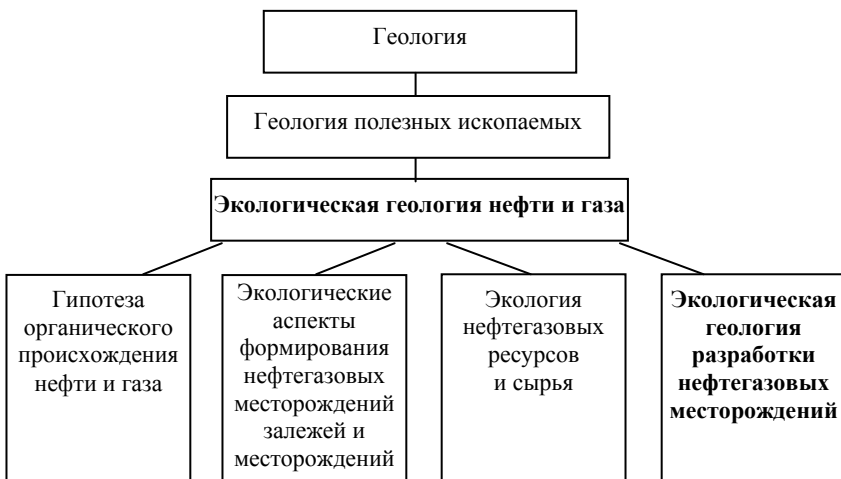 Геология
Геология полезных ископаемых
Экологическая геология нефти и газа
Гипотеза
органического
происхождения
нефти и газа
Экологические
аспекты
формирования
нефтегазовых
месторождений
залежей и
месторождений
Экология
нефтегазовых
ресурсов
и сырья
Экологическая
геология
разработки
нефтегазовых
месторождений